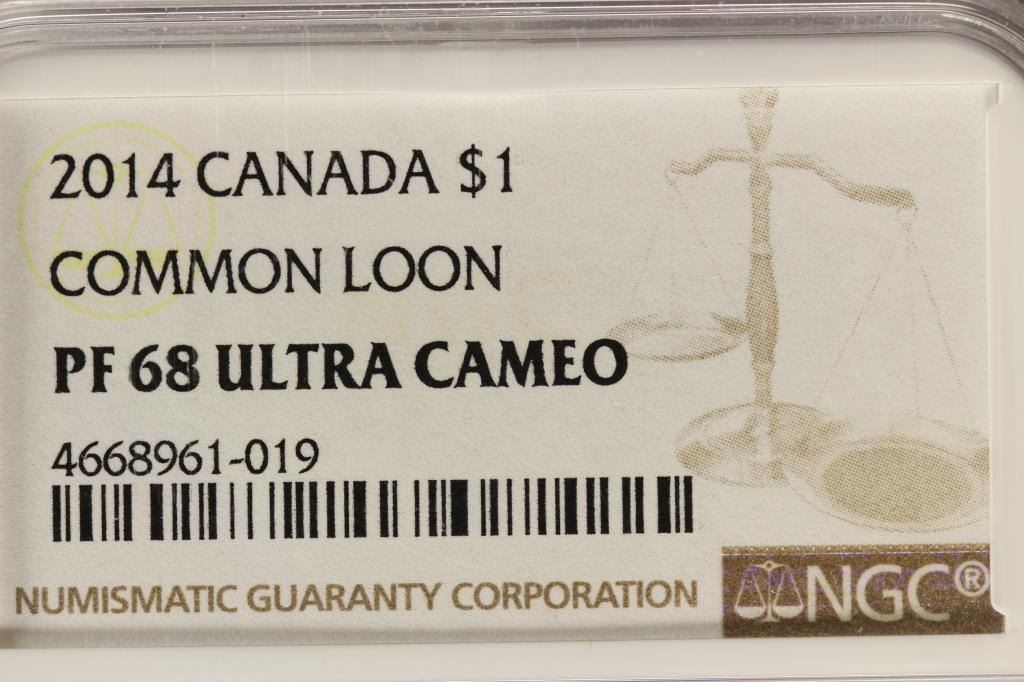 2014 CANADA $1
COMMON LOON
PF 68 ULTRA CAMEO
4668961-019
NUMISMATIC GUARANTY CORPORATION
NGC®